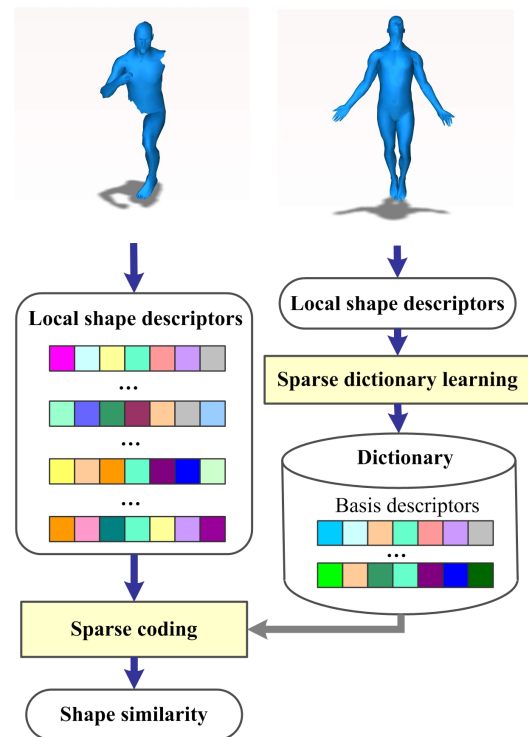 Local shape descriptors
...
...
...
Sparse coding
Shape similarity
Local shape descriptors
Sparse dictionary learning
Dictionary
Basis descriptors
...